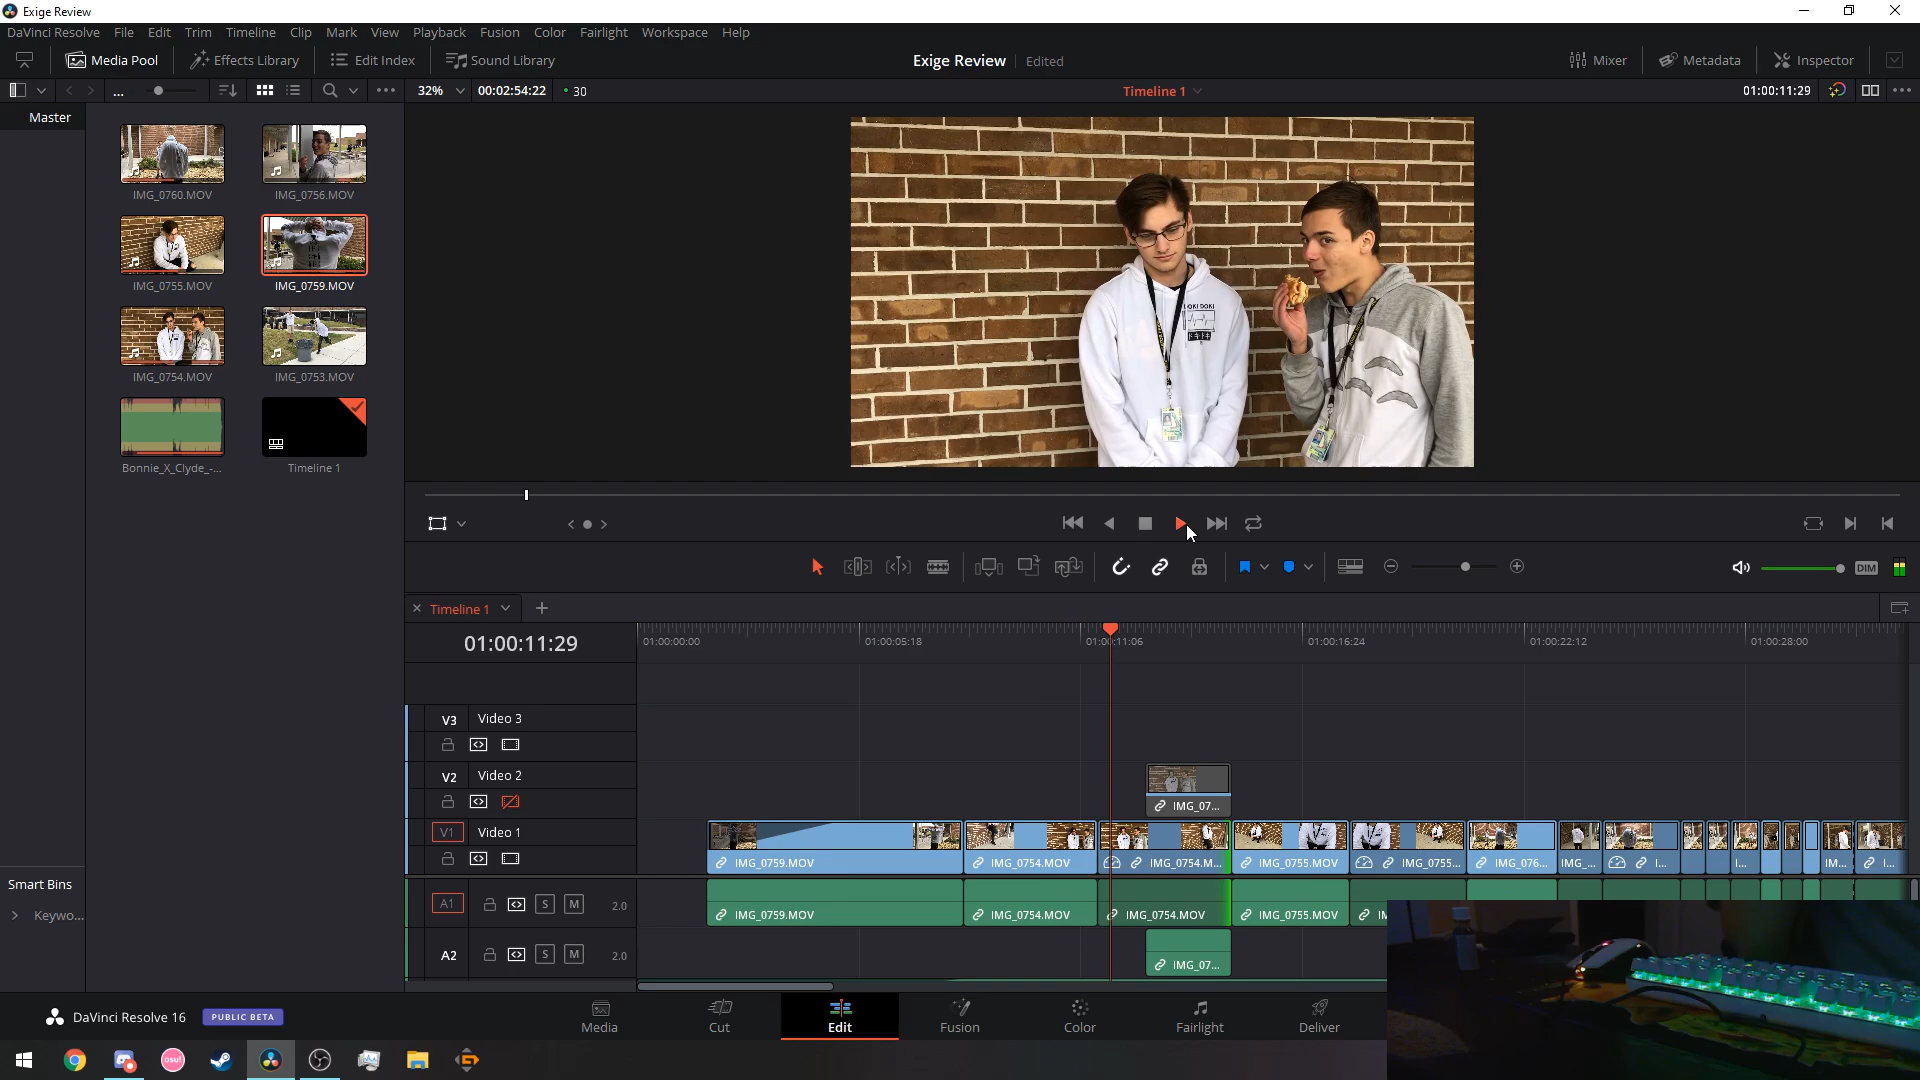 Exige Review
DaVinci Resolve File Edit Trim Timeline Clip Mark View Playback Fusion Color Fairlight Workspace Help
Media Pool Effects Library Edit Index Sound Library Exige Review Edited Mixer Metadata Inspector
... 32% 00:02:54:22 30 Timeline 1 01:00:11:29
Master
IMG_0760.MOV IMG_0756.MOV
IMG_0755.MOV IMG_0759.MOV
IMG_0754.MOV IMG_0753.MOV
Bonnie_X_Clyde_-... Timeline 1
OKI DOKI
DIM
Timeline 1
01:00:11:29 01:00:00:00 01:00:05:18 01:00:11:06 01:00:16:24 01:00:22:12 01:00:28:00
V3 Video 3
V2 Video 2
IMG_07...
V1 Video 1
IMG_0759.MOV IMG_0754.MOV IMG_0754.M... IMG_0755.MOV IMG_0755... IMG_076... IMG_... I... I... IM... I...
A1 S M 2.0 IMG_0759.MOV IMG_0754.MOV IMG_0754.MOV IMG_0755.MOV
A2 S M 2.0 IMG_07...
Smart Bins
Keywo...
DaVinci Resolve 16 PUBLIC BETA Media Cut Edit Fusion Color Fairlight Deliver
osu!